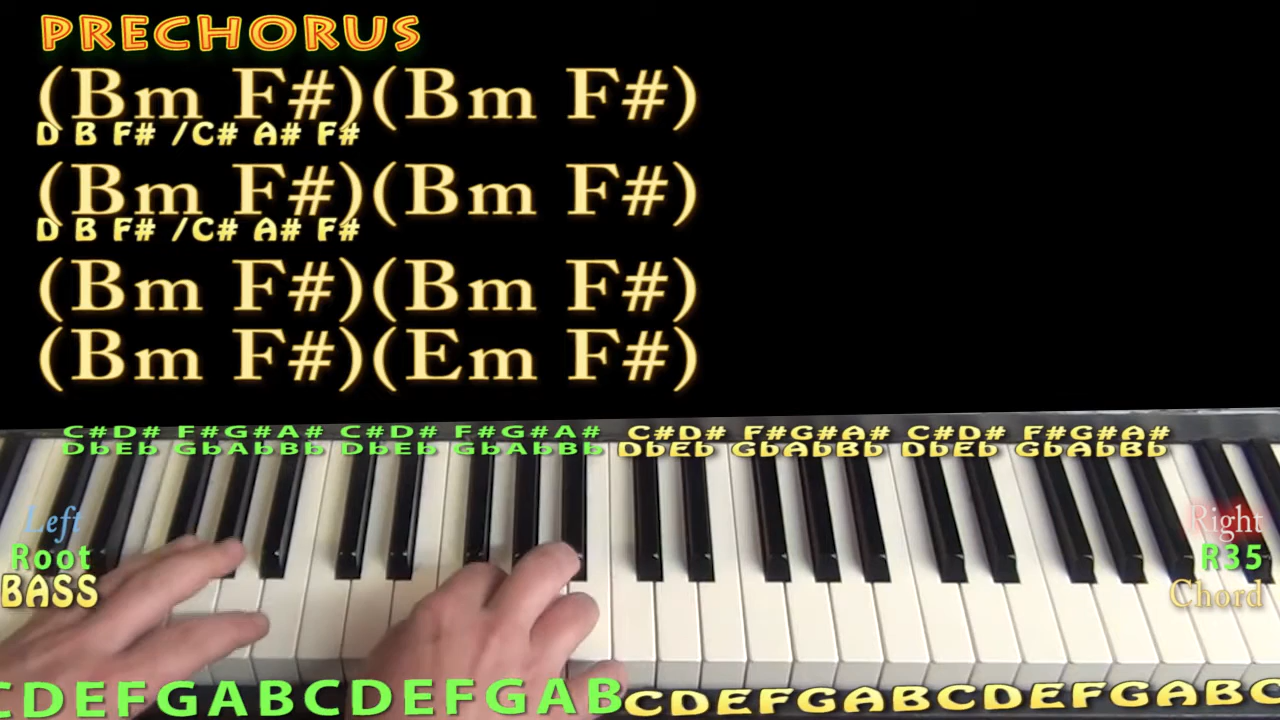 PRECHORUS
(Bm F#)(Bm F#)
D B F# /C# A# F#
(Bm F#)(Bm F#)
D B F# /C# A# F#
(Bm F#)(Bm F#)
(Bm F#)(Em F#)
C#D# F#G#A# C#D# F#G#A# C#D# F#G#A# C#D# F#G#A#
DbEb GbAbBb DbEb GbAbBb DbEb GbAbBb DbEb GbAbBb
Left
Root
BASS
Right
R35
Chord
CDEFGABCDEFGABCDEFGABCDEFGABC